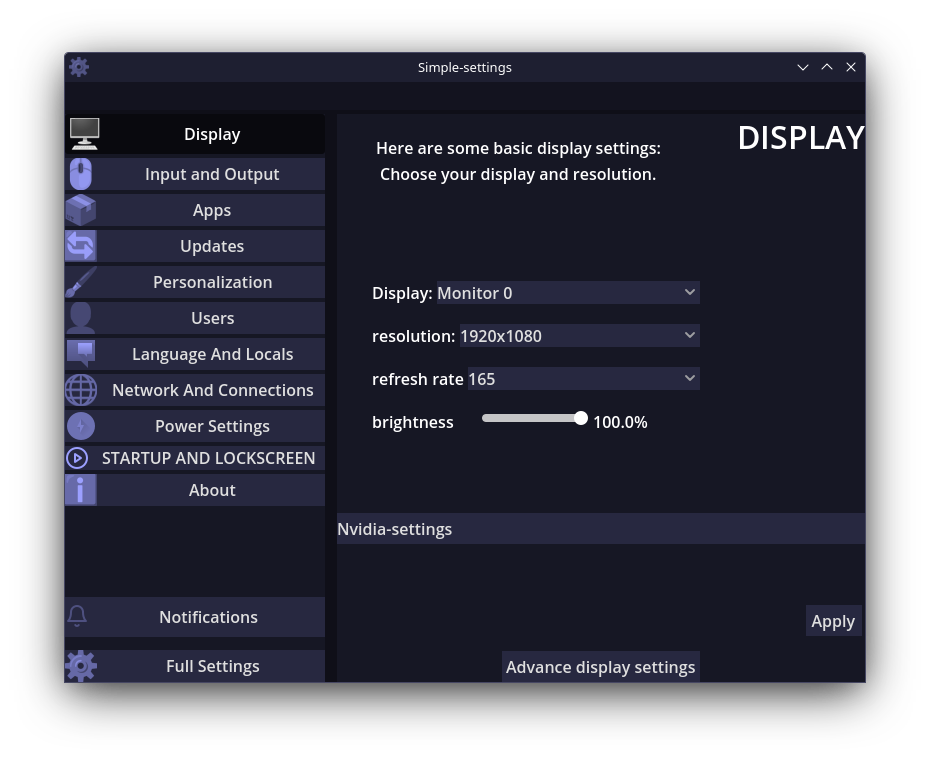 Simple-settings
Display
Input and Output
Apps
Updates
Personalization
Users
Language And Locals
Network And Connections
Power Settings
STARTUP AND LOCKSCREEN
About
Notifications
Full Settings
DISPLAY
Here are some basic display settings:
Choose your display and resolution.
Display: Monitor 0
resolution: 1920x1080
refresh rate 165
brightness 100.0%
Nvidia-settings
Apply
Advance display settings